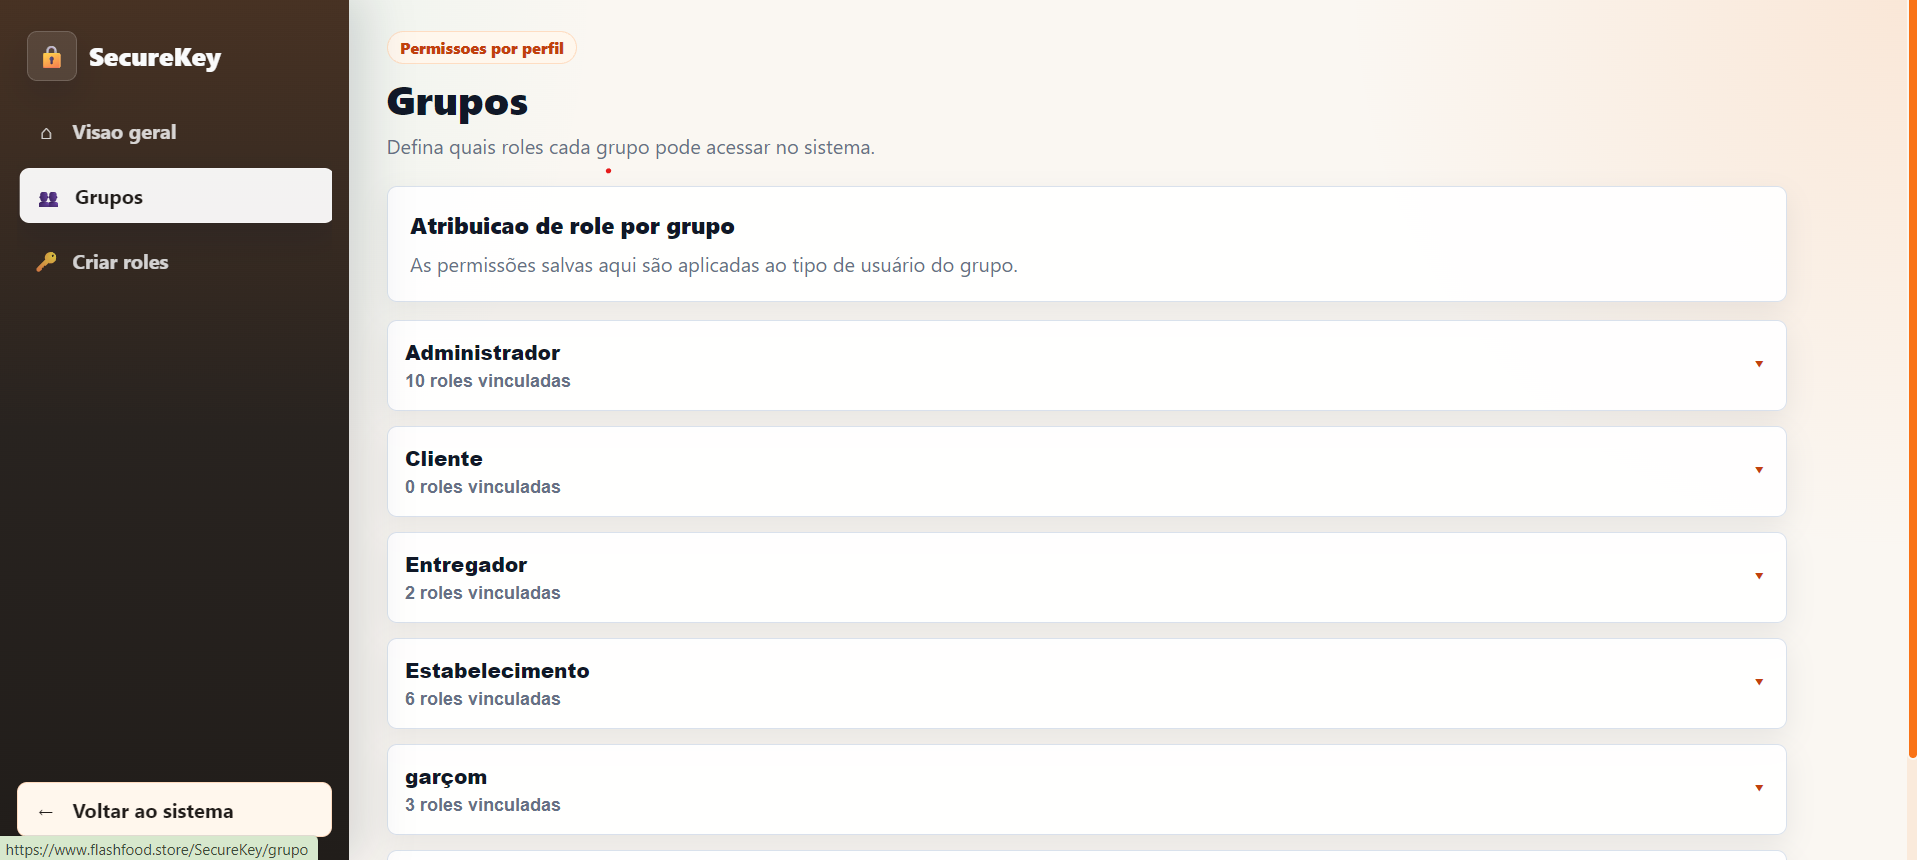 SecureKey
Visao geral
Grupos
Criar roles
Voltar ao sistema
https://www.flashfood.store/SecureKey/grupo
Permissoes por perfil
Grupos
Defina quais roles cada grupo pode acessar no sistema.
Atribuicao de role por grupo
As permissões salvas aqui são aplicadas ao tipo de usuário do grupo.
Administrador
10 roles vinculadas
Cliente
0 roles vinculadas
Entregador
2 roles vinculadas
Estabelecimento
6 roles vinculadas
garçom
3 roles vinculadas